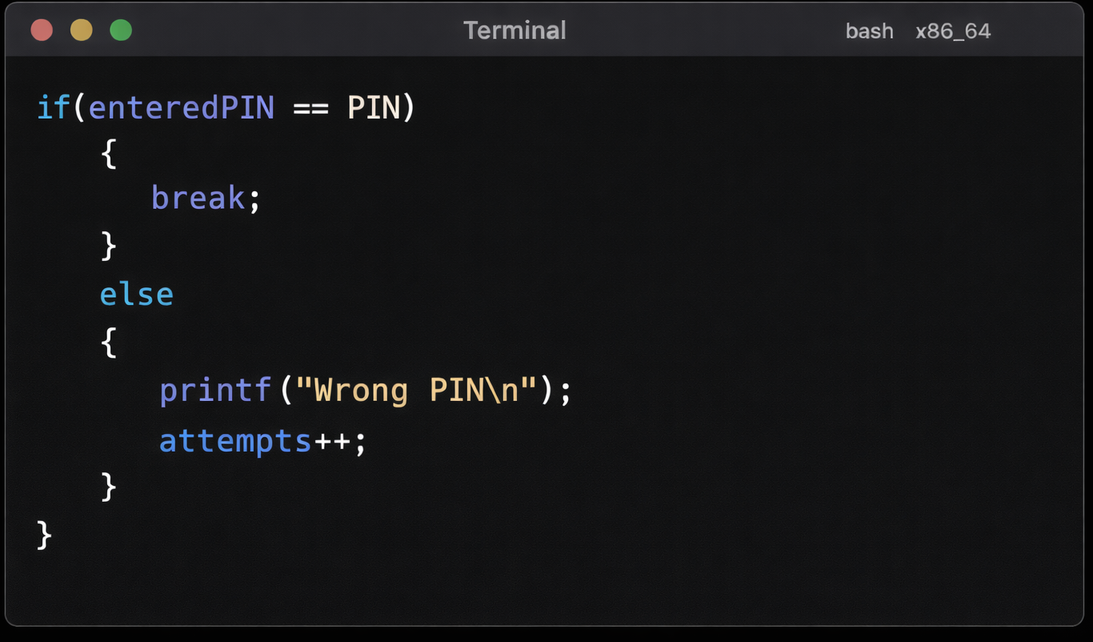 Terminal bash x86_64
if(enteredPIN == PIN)
{
break;
}
else
{
printf("Wrong PIN\n");
attempts++;
}
}